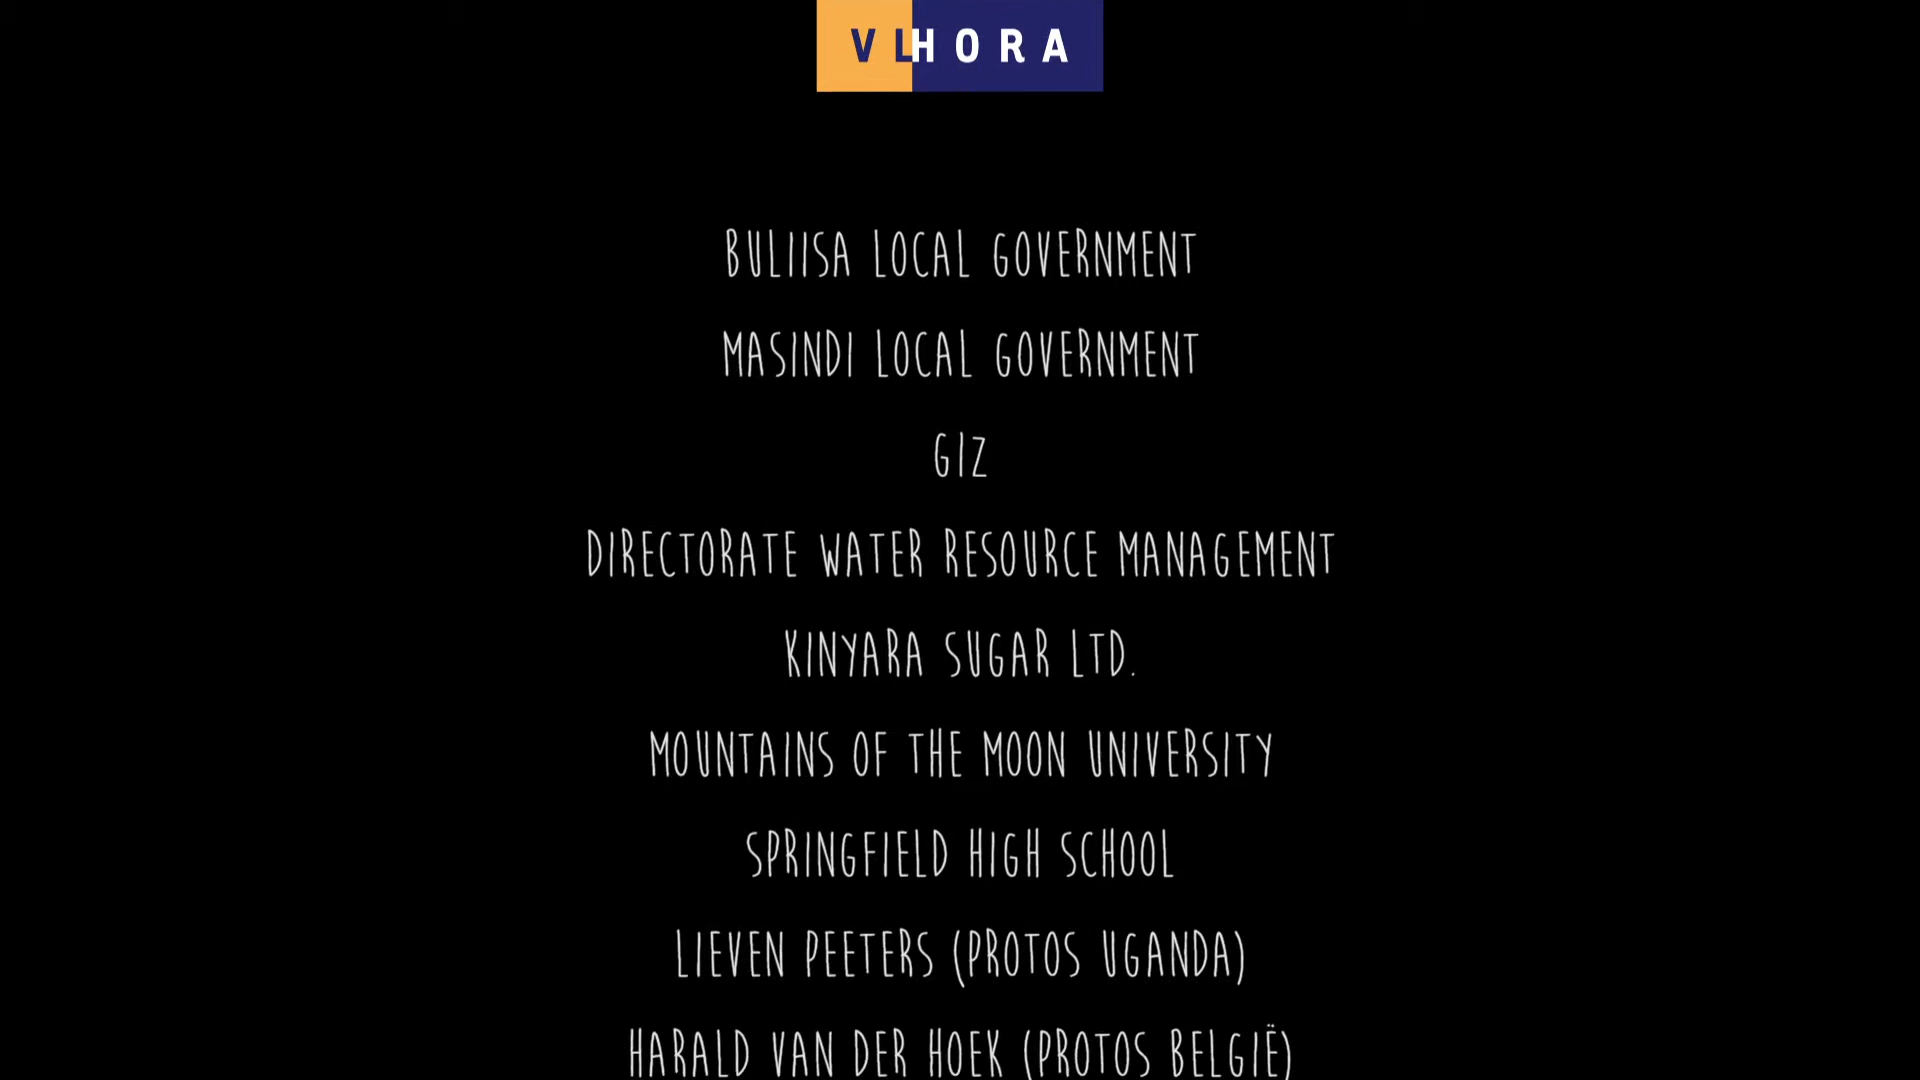 VLHORA
BULIISA LOCAL GOVERNMENT
MASINDI LOCAL GOVERNMENT
GIZ
DIRECTORATE WATER RESOURCE MANAGEMENT
KINYARA SUGAR LTD.
MOUNTAINS OF THE MOON UNIVERSITY
SPRINGFIELD HIGH SCHOOL
LIEVEN PEETERS (PROTOS UGANDA)
HARALD VAN DER HOEK (PROTOS BELGIË)